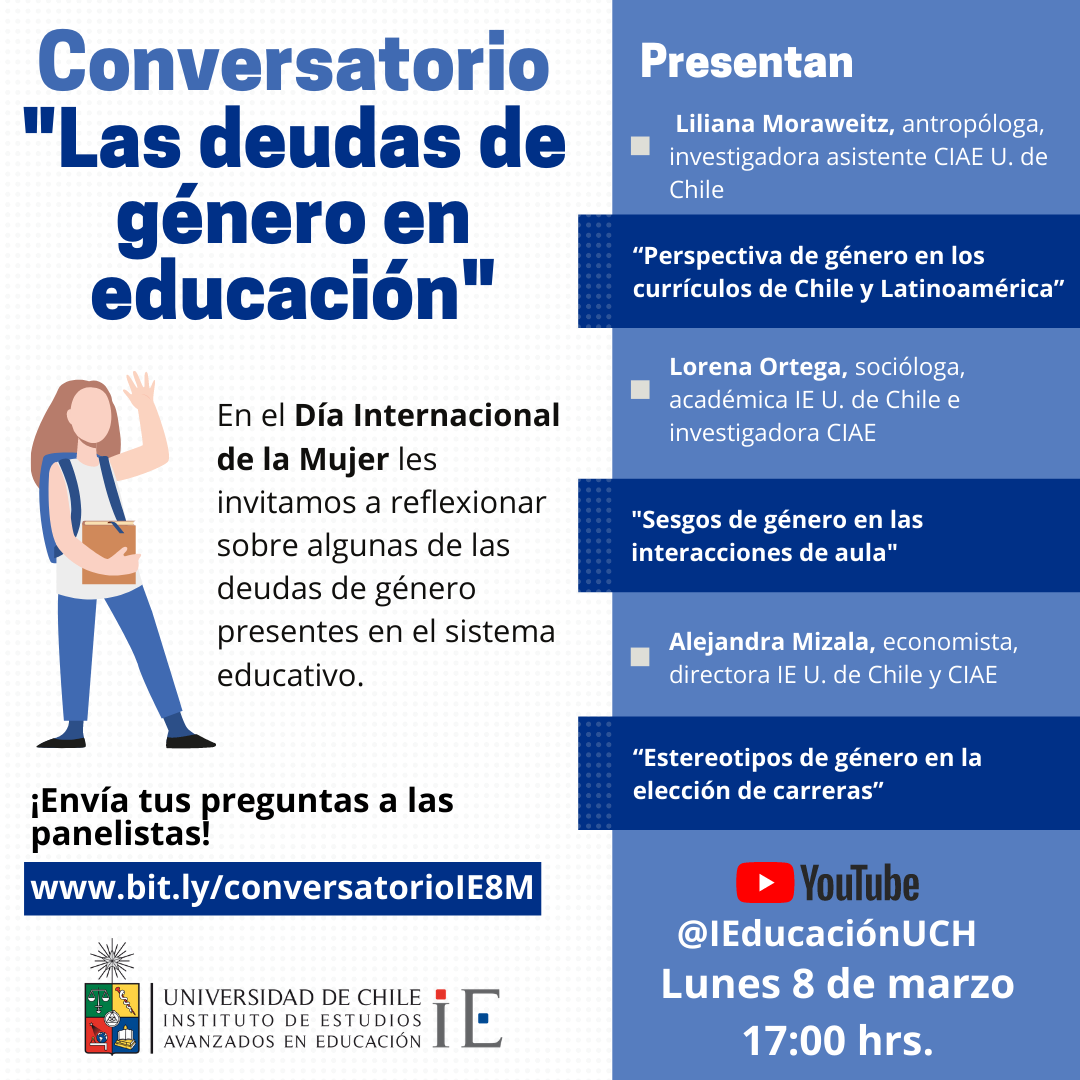 Conversatorio
"Las deudas de
género en
educación"
En el Día Internacional
de la Mujer les
invitamos a reflexionar
sobre algunas de las
deudas de género
presentes en el sistema
educativo.
¡Envía tus preguntas a las
panelistas!
www.bit.ly/conversatorioIE8M
UNIVERSIDAD DE CHILE
INSTITUTO DE ESTUDIOS
AVANZADOS EN EDUCACIÓN
iE
Presentan
Liliana Moraweitz, antropóloga,
investigadora asistente CIAE U. de
Chile
“Perspectiva de género en los
currículos de Chile y Latinoamérica”
Lorena Ortega, socióloga,
académica IE U. de Chile e
investigadora CIAE
"Sesgos de género en las
interacciones de aula"
Alejandra Mizala, economista,
directora IE U. de Chile y CIAE
“Estereotipos de género en la
elección de carreras”
YouTube
@IEducaciónUCH
Lunes 8 de marzo
17:00 hrs.